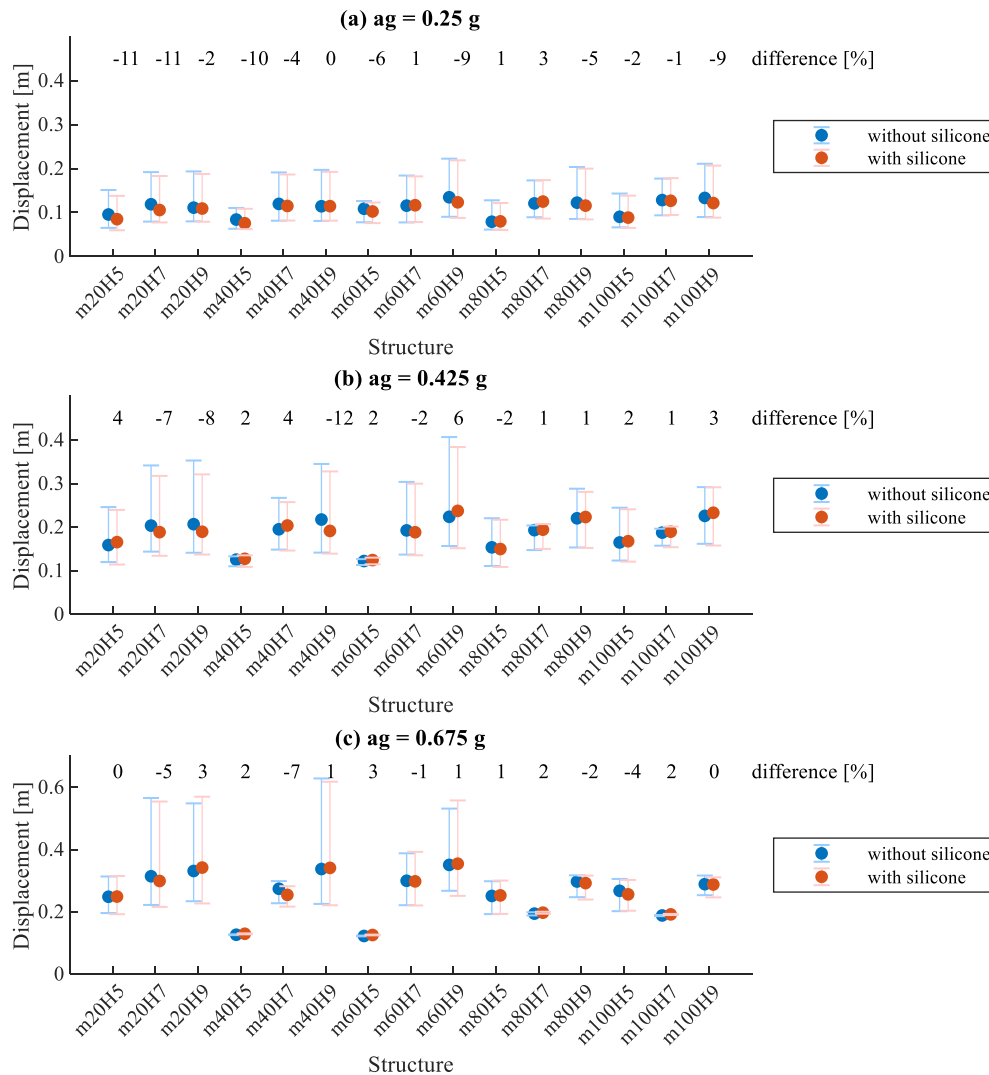 (a) ag = 0.25 g
-11 -11 -2 -10 -4 0 -6 1 -9 1 3 -5 -2 -1 -9 difference [%]
Displacement [m]
0.4
0.3
0.2
0.1
0
without silicone
with silicone
m20H5 m20H7 m20H9 m40H5 m40H7 m40H9 m60H5 m60H7 m60H9 m80H5 m80H7 m80H9 m100H5 m100H7 m100H9
Structure
(b) ag = 0.425 g
4 -7 -8 2 4 -12 2 -2 6 -2 1 1 2 1 3 difference [%]
Displacement [m]
0.4
0.3
0.2
0.1
0
without silicone
with silicone
m20H5 m20H7 m20H9 m40H5 m40H7 m40H9 m60H5 m60H7 m60H9 m80H5 m80H7 m80H9 m100H5 m100H7 m100H9
Structure
(c) ag = 0.675 g
0 -5 3 2 -7 1 3 -1 1 1 2 -2 -4 2 0 difference [%]
Displacement [m]
0.6
0.4
0.2
0
without silicone
with silicone
m20H5 m20H7 m20H9 m40H5 m40H7 m40H9 m60H5 m60H7 m60H9 m80H5 m80H7 m80H9 m100H5 m100H7 m100H9
Structure